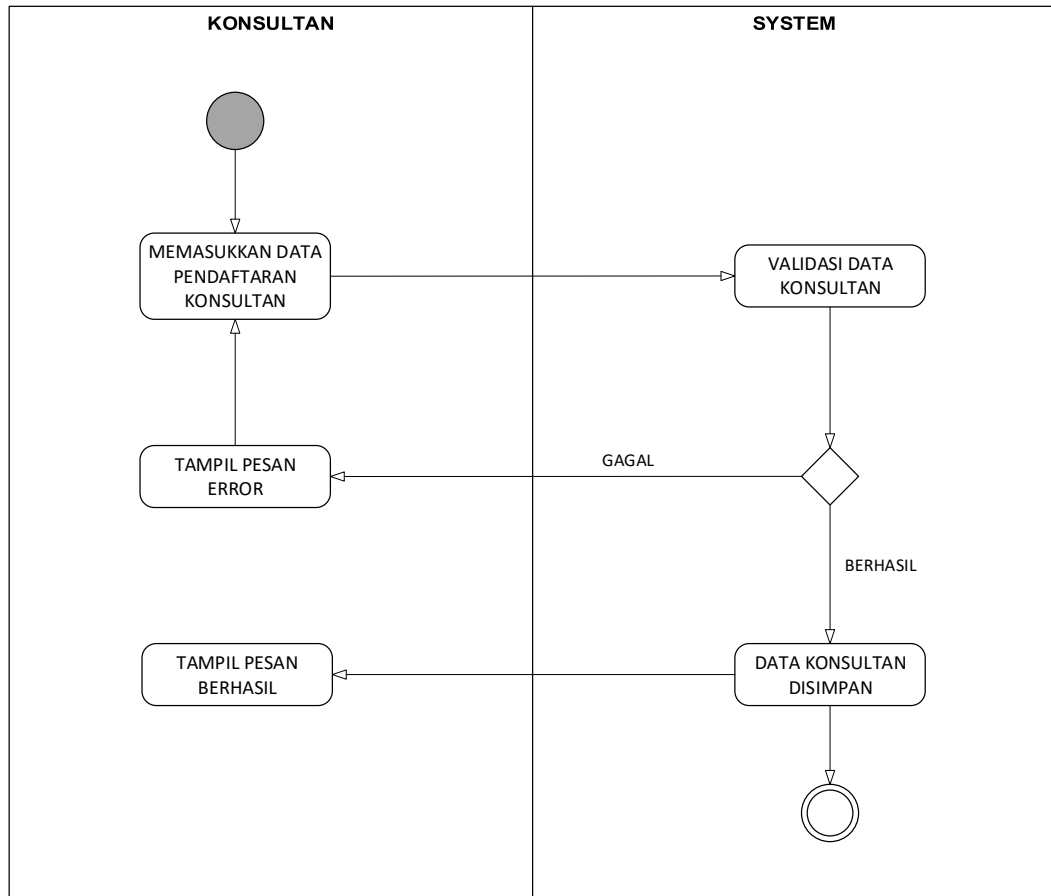 KONSULTAN
SYSTEM
MEMASUKKAN DATA
PENDAFTARAN
KONSULTAN
VALIDASI DATA
KONSULTAN
TAMPIL PESAN
ERROR
GAGAL
BERHASIL
TAMPIL PESAN
BERHASIL
DATA KONSULTAN
DISIMPAN